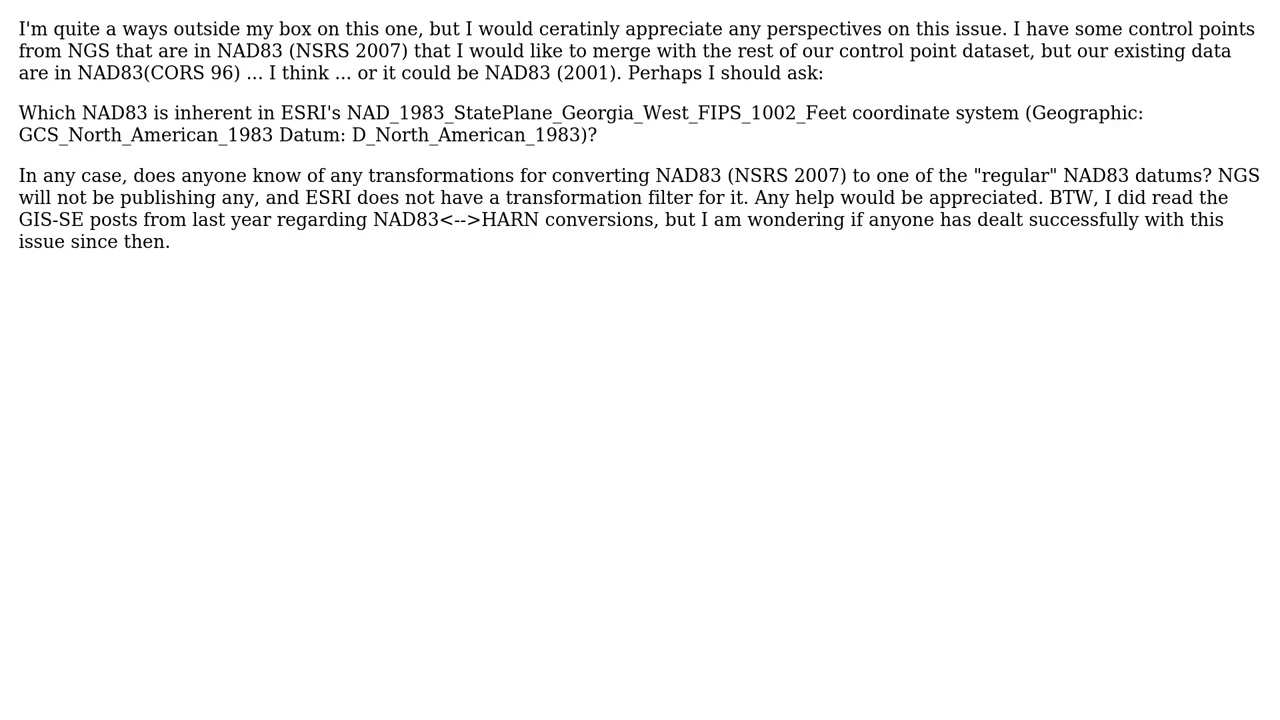 I'm quite a ways outside my box on this one, but I would ceratinly appreciate any perspectives on this issue. I have some control points
from NGS that are in NAD83 (NSRS 2007) that I would like to merge with the rest of our control point dataset, but our existing data
are in NAD83(CORS 96) ... I think ... or it could be NAD83 (2001). Perhaps I should ask:
Which NAD83 is inherent in ESRI's NAD_1983_StatePlane_Georgia_West_FIPS_1002_Feet coordinate system (Geographic:
GCS_North_American_1983 Datum: D_North_American_1983)?
In any case, does anyone know of any transformations for converting NAD83 (NSRS 2007) to one of the "regular" NAD83 datums? NGS
will not be publishing any, and ESRI does not have a transformation filter for it. Any help would be appreciated. BTW, I did read the
GIS-SE posts from last year regarding NAD83<-->HARN conversions, but I am wondering if anyone has dealt successfully with this
issue since then.